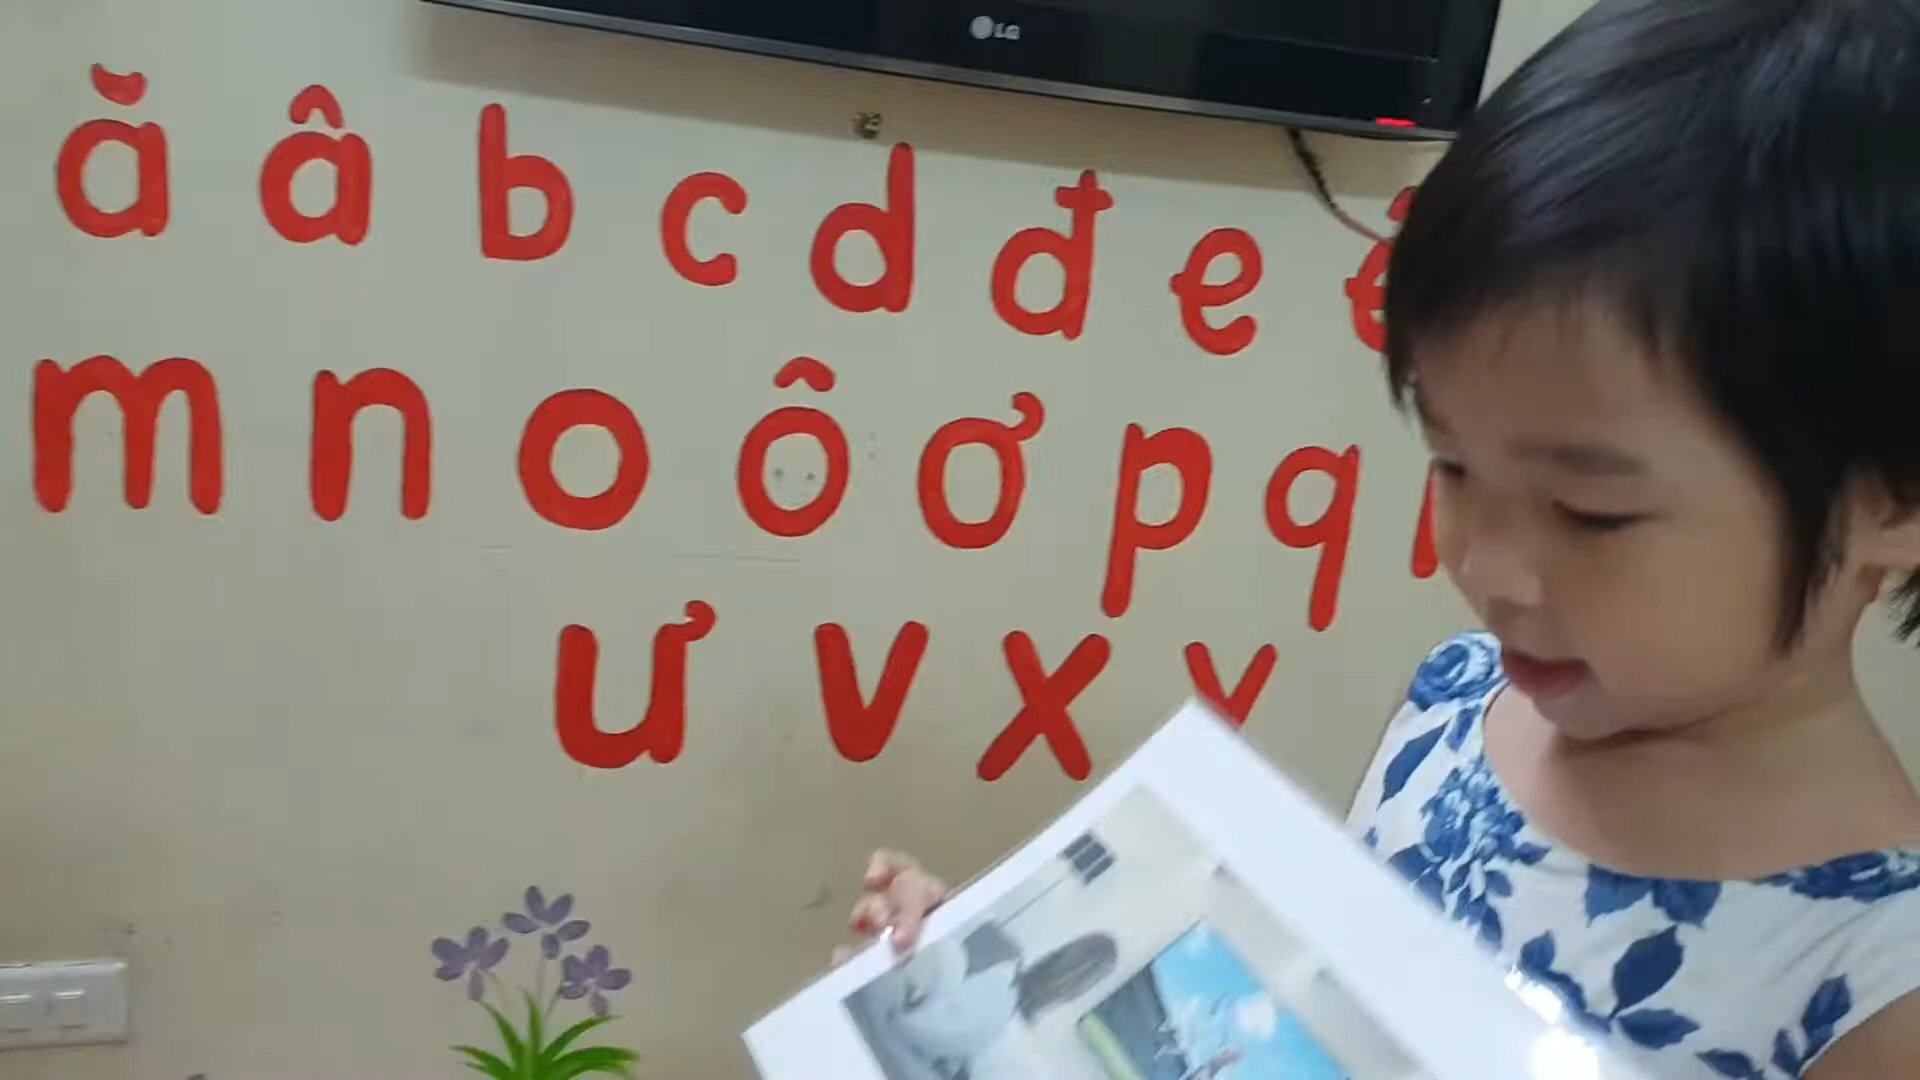 LG
ă â b c d đ e ê
m n o ô ơ p q
ư v x y